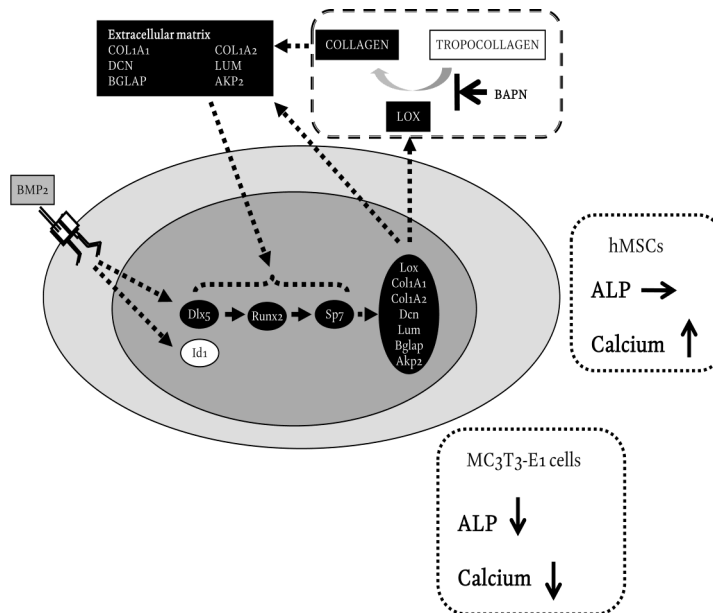 Extracellular matrix
COL1A1 COL1A2
DCN LUM
BGLAP AKP2
COLLAGEN
TROPOCOLLAGEN
BAPN
LOX
BMP2
Lox
Col1A1
Col1A2
Dcn
Lum
Bglap
Akp2
Dlx5
Runx2
Sp7
Id1
hMSCs
ALP
Calcium
MC3T3-E1 cells
ALP
Calcium